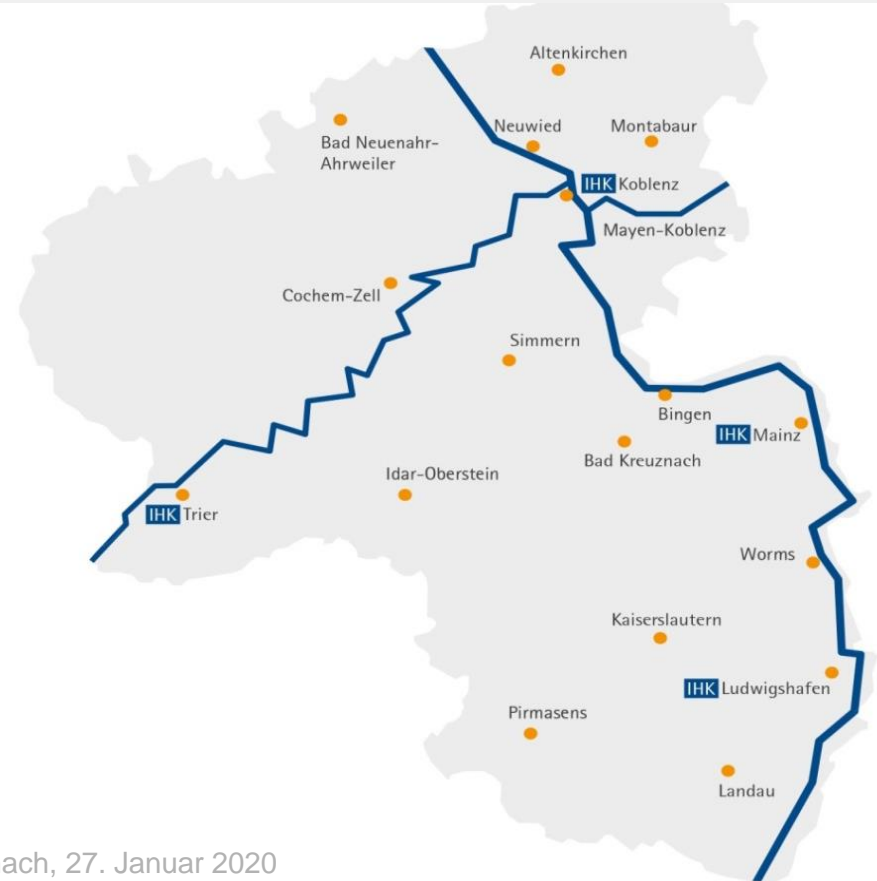 Altenkirchen
Neuwied
Montabaur
Bad Neuenahr-
Ahrweiler
IHK Koblenz
Mayen-Koblenz
Cochem-Zell
Simmern
Bingen
IHK Mainz
Bad Kreuznach
Idar-Oberstein
IHK Trier
Worms
Kaiserslautern
IHK Ludwigshafen
Pirmasens
Landau
ach, 27. Januar 2020